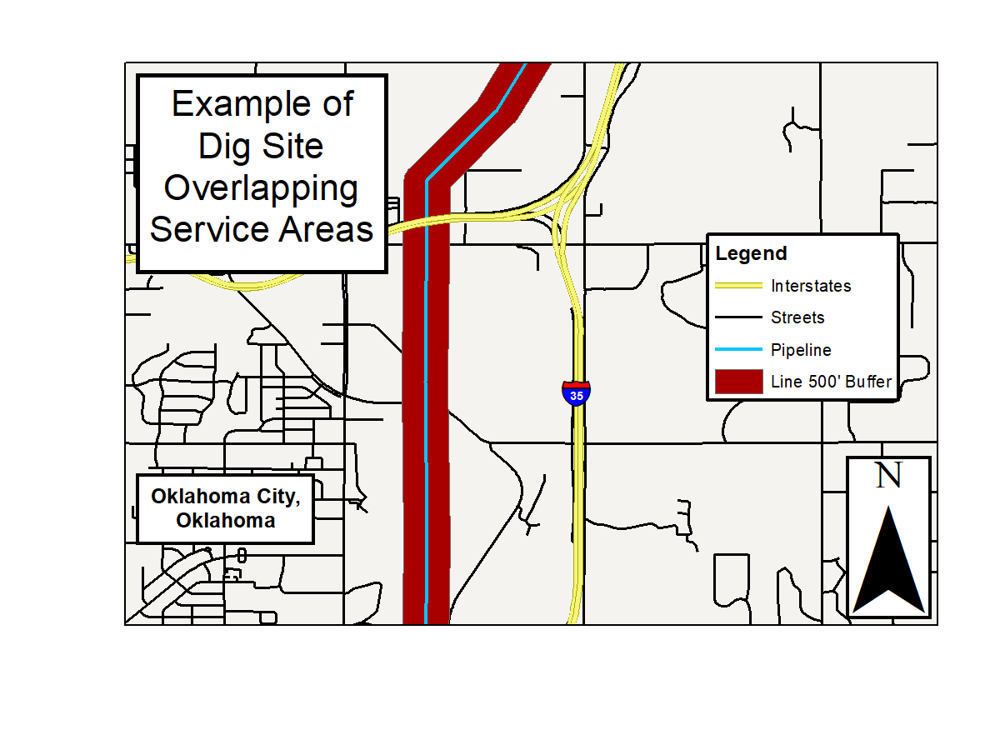 Example of
Dig Site
Overlapping
Service Areas
Legend
Interstates
Streets
Pipeline
Line 500' Buffer
35
Oklahoma City,
Oklahoma
N